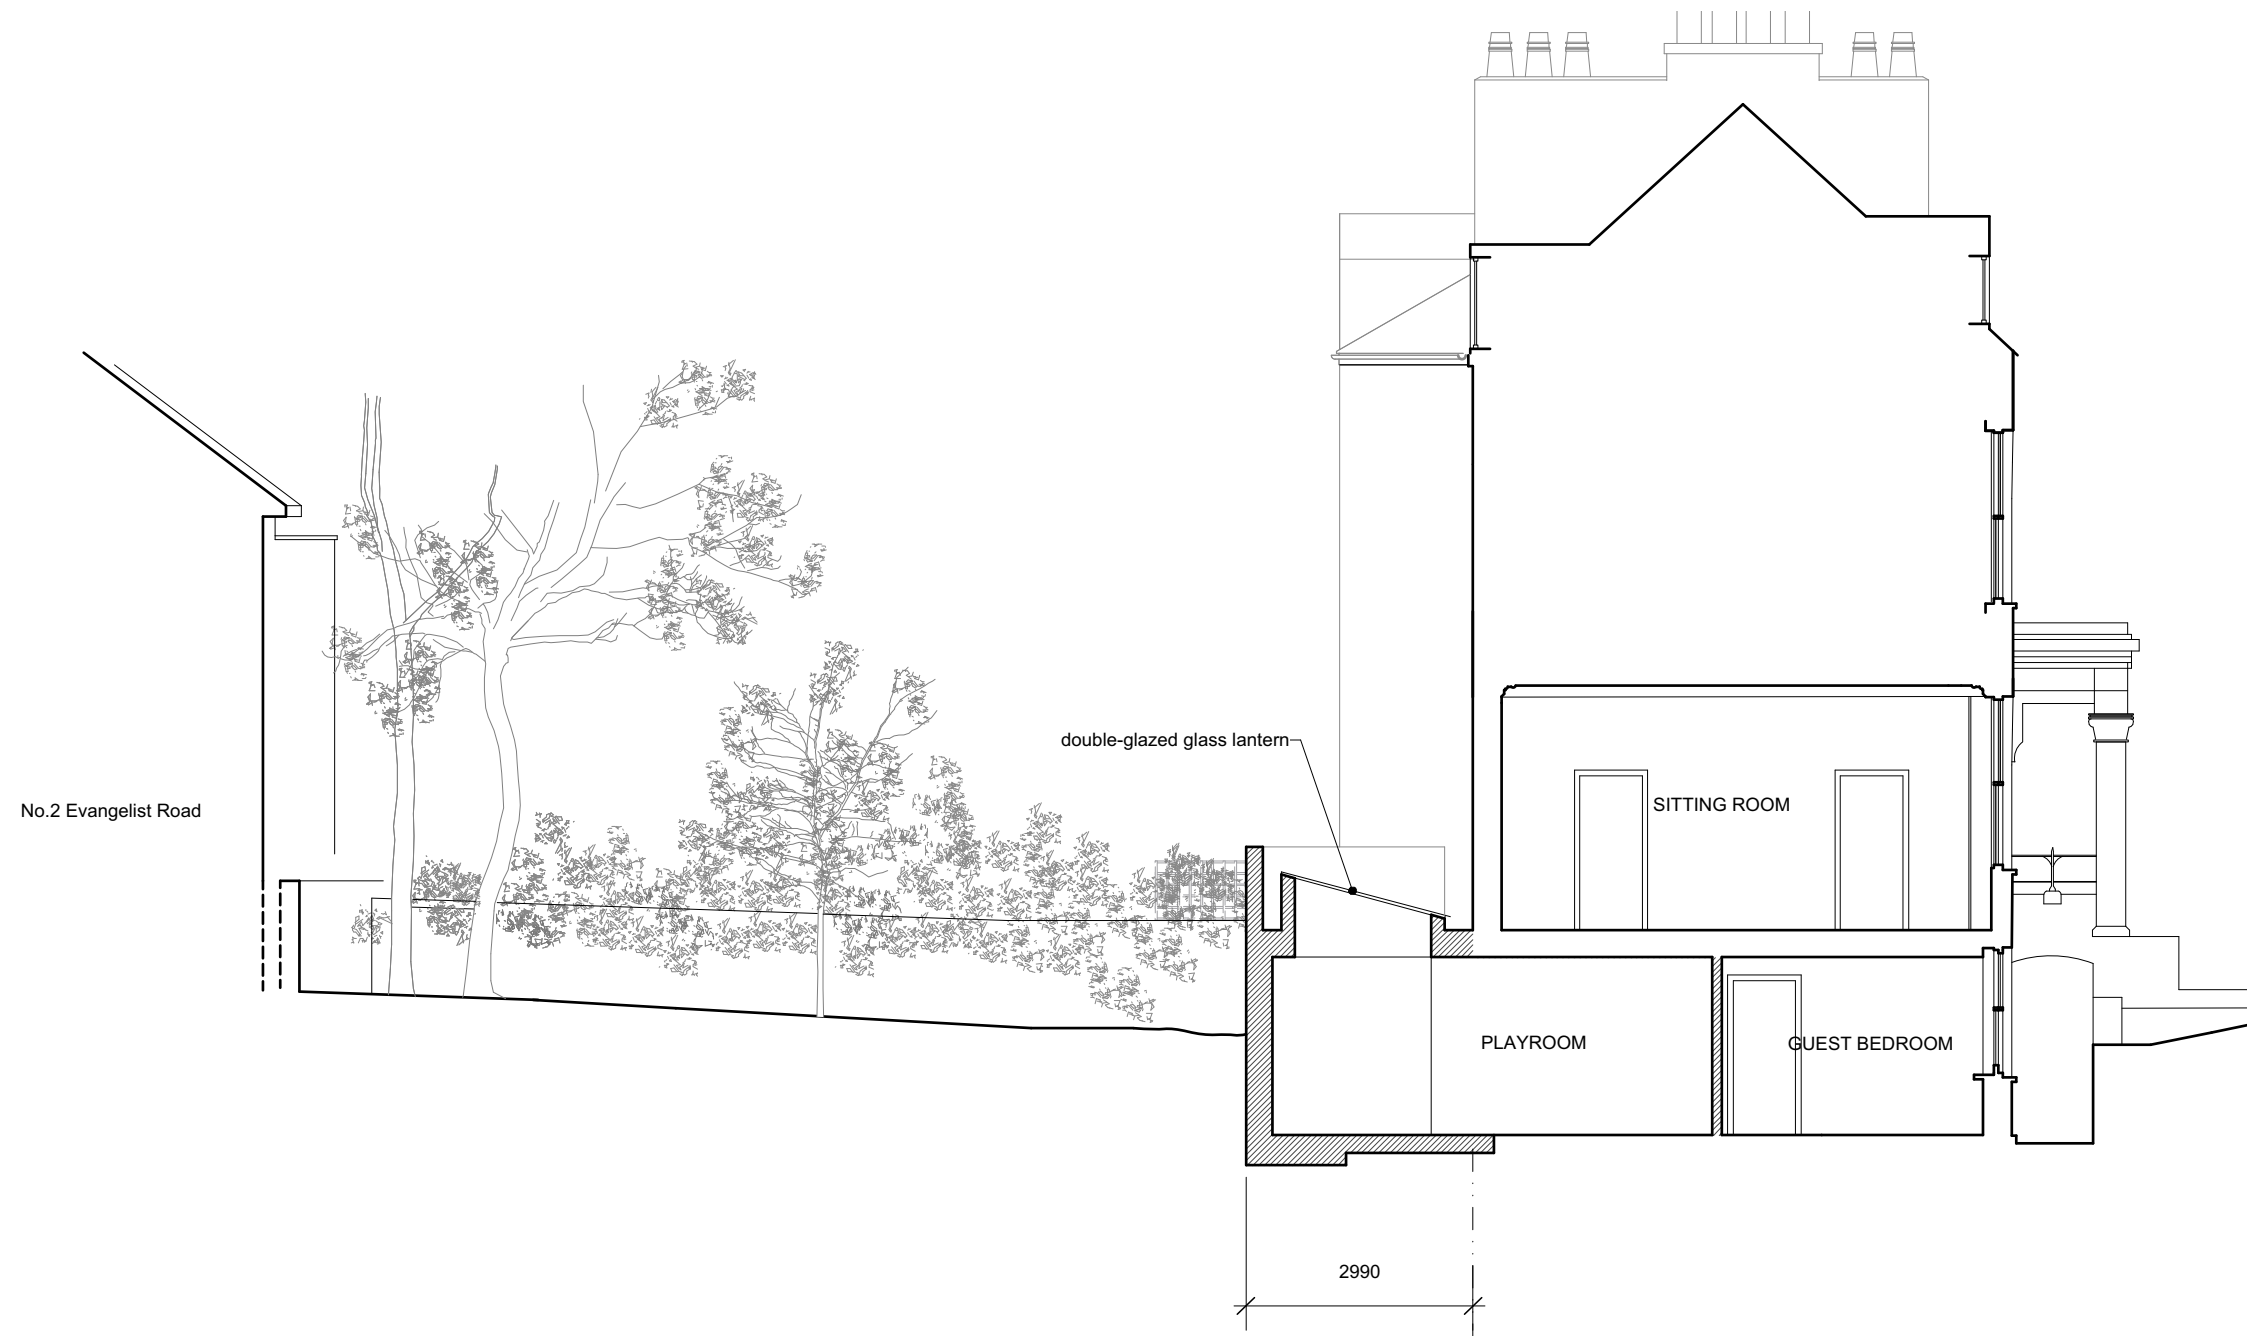 double-glazed glass lantern
SITTING ROOM
No.2 Evangelist Road
PLAYROOM
GUEST BEDROOM
2990